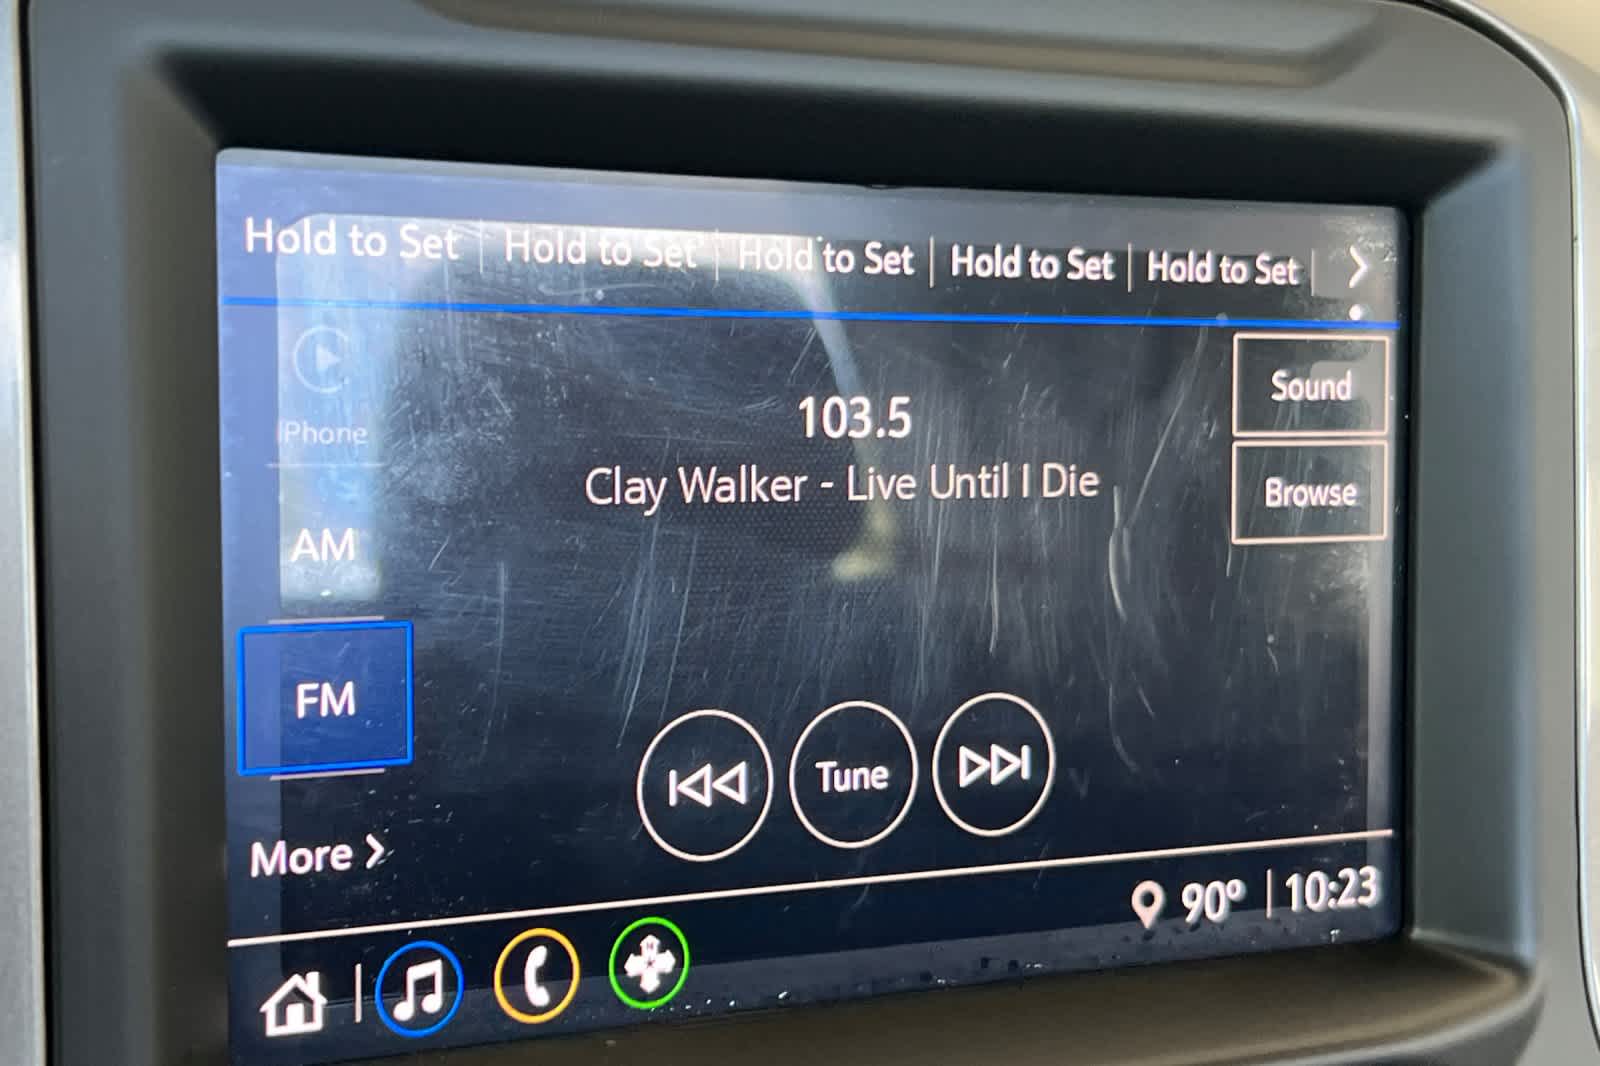 Hold to Set Hold to Set Hold to Set Hold to Set Hold to Set
iPhone
AM
FM
More
103.5
Clay Walker - Live Until I Die
Sound
Browse
Tune
90° 10:23